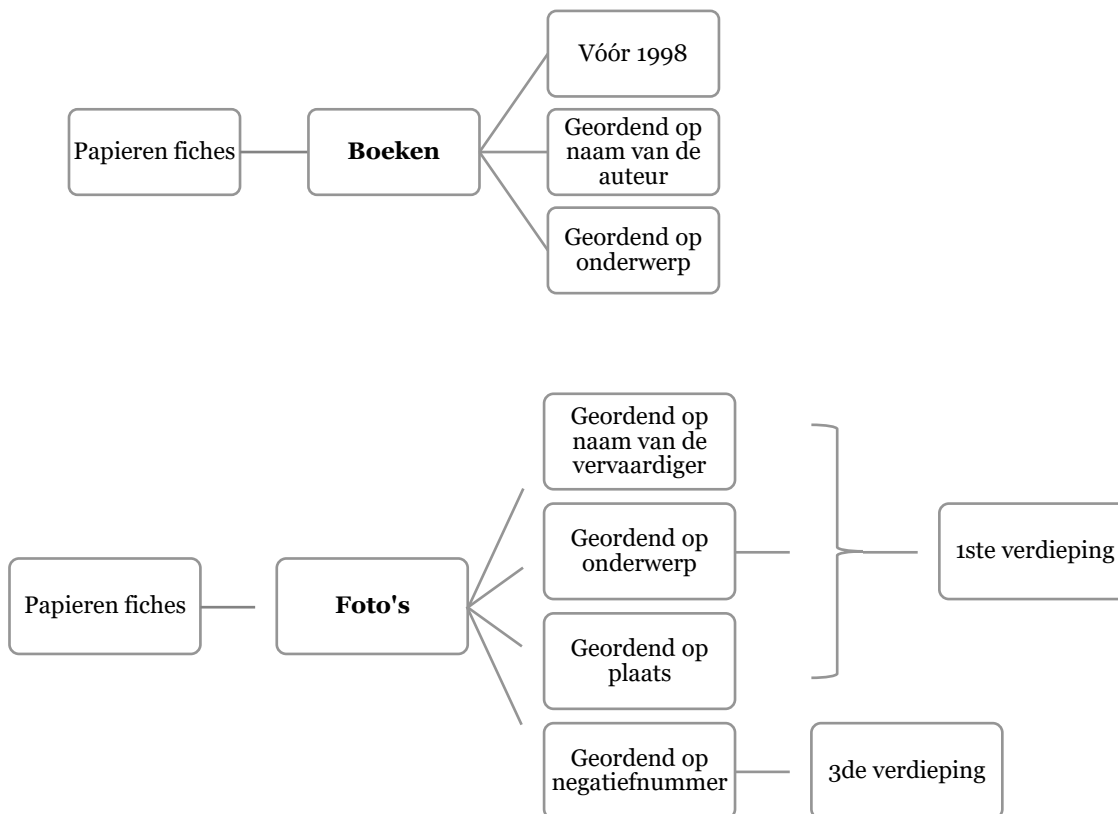 Vóór 1998
Papieren fiches
Boeken
Geordend op
naam van de
auteur
Geordend op
onderwerp
Geordend op
naam van de
vervaardiger
Geordend op
onderwerp
1ste verdieping
Papieren fiches
Foto's
Geordend op
plaats
Geordend op
negatiefnummer
3de verdieping